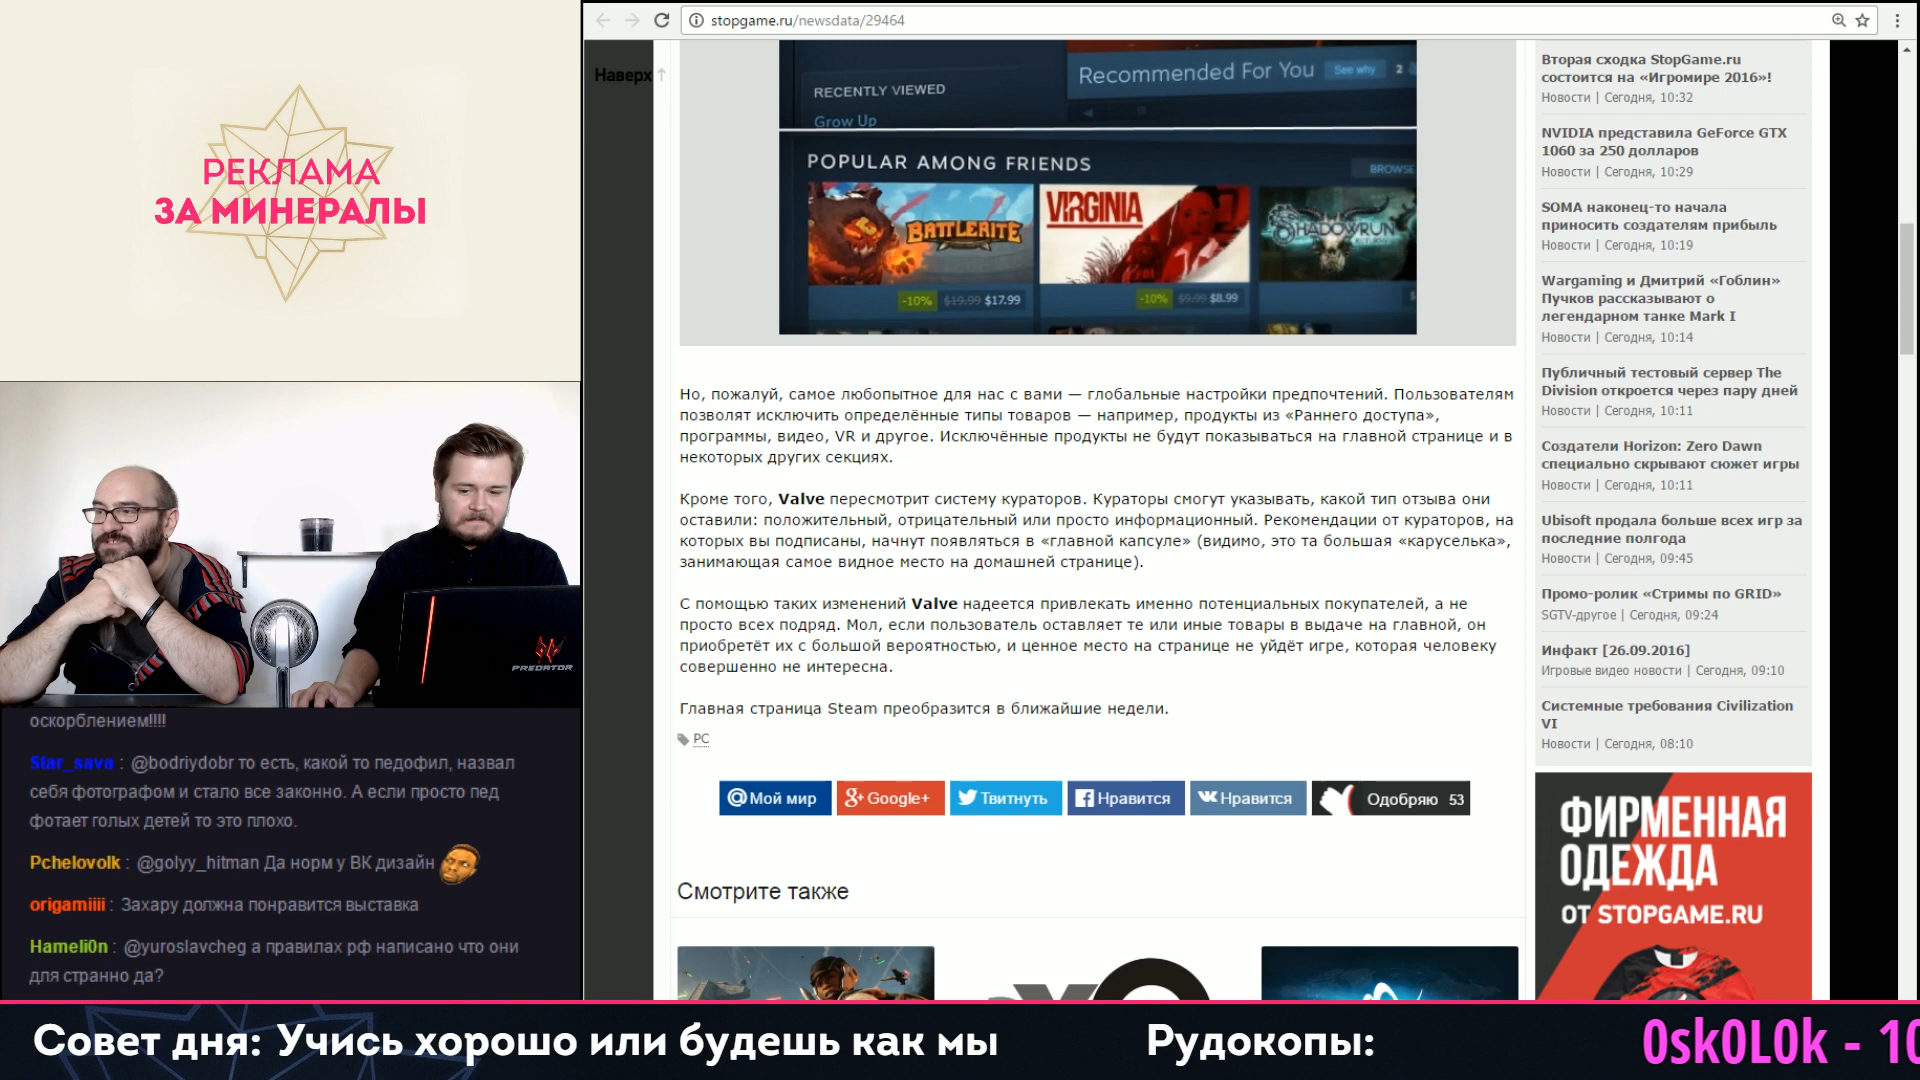 РЕКЛАМА
ЗА МИНЕРАЛЫ
PREDATOR
оскорблением!!!!
Star_sava : @bodriydobr то есть, какой то педофил, назвал
себя фотографом и стало все законно. А если просто пед
фотает голых детей то это плохо.
Pchelovolk : @golyy_hitman Да норм у ВК дизайн
origamiiii : Захару должна понравится выставка
Hameli0n : @yuroslavcheg а правилах рф написано что они
для странно да?
stopgame.ru/newsdata/29464
Наверх ↑
RECENTLY VIEWED
Grow Up
Recommended For You
See why
2
POPULAR AMONG FRIENDS
BROWSE
BATTLERITE
VIRGINIA
SHADOWRUN
-10% $19.99 $17.99
-10% $9.99 $8.99
Но, пожалуй, самое любопытное для нас с вами — глобальные настройки предпочтений. Пользователям
позволят исключить определённые типы товаров — например, продукты из «Раннего доступа»,
программы, видео, VR и другое. Исключённые продукты не будут показываться на главной странице и в
некоторых других секциях.
Кроме того, Valve пересмотрит систему кураторов. Кураторы смогут указывать, какой тип отзыва они
оставили: положительный, отрицательный или просто информационный. Рекомендации от кураторов, на
которых вы подписаны, начнут появляться в «главной капсуле» (видимо, это та большая «каруселька»,
занимающая самое видное место на домашней странице).
С помощью таких изменений Valve надеется привлекать именно потенциальных покупателей, а не
просто всех подряд. Мол, если пользователь оставляет те или иные товары в выдаче на главной, он
приобретёт их с большой вероятностью, и ценное место на странице не уйдёт игре, которая человеку
совершенно не интересна.
Главная страница Steam преобразится в ближайшие недели.
PC
Мой мир
Google+
Твитнуть
Нравится
Нравится
Одобряю 53
Смотрите также
Вторая сходка StopGame.ru
состоится на «Игромире 2016»!
Новости | Сегодня, 10:32
NVIDIA представила GeForce GTX
1060 за 250 долларов
Новости | Сегодня, 10:29
SOMA наконец-то начала
приносить создателям прибыль
Новости | Сегодня, 10:19
Wargaming и Дмитрий «Гоблин»
Пучков рассказывают о
легендарном танке Mark I
Новости | Сегодня, 10:14
Публичный тестовый сервер The
Division откроется через пару дней
Новости | Сегодня, 10:11
Создатели Horizon: Zero Dawn
специально скрывают сюжет игры
Новости | Сегодня, 10:11
Ubisoft продала больше всех игр за
последние полгода
Новости | Сегодня, 09:45
Промо-ролик «Стримы по GRID»
SGTV-другое | Сегодня, 09:24
Инфакт [26.09.2016]
Игровые видео новости | Сегодня, 09:10
Системные требования Civilization
VI
Новости | Сегодня, 08:10
ФИРМЕННАЯ
ОДЕЖДА
ОТ STOPGAME.RU
Совет дня: Учись хорошо или будешь как мы
Рудокопы:
0sk0L0k - 10